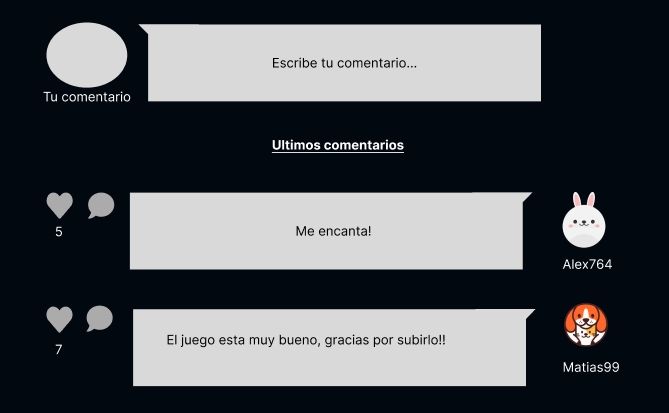 Escribe tu comentario...
Tu comentario
Ultimos comentarios
Me encanta!
5
Alex764
El juego esta muy bueno, gracias por subirlo!!
7
Matias99